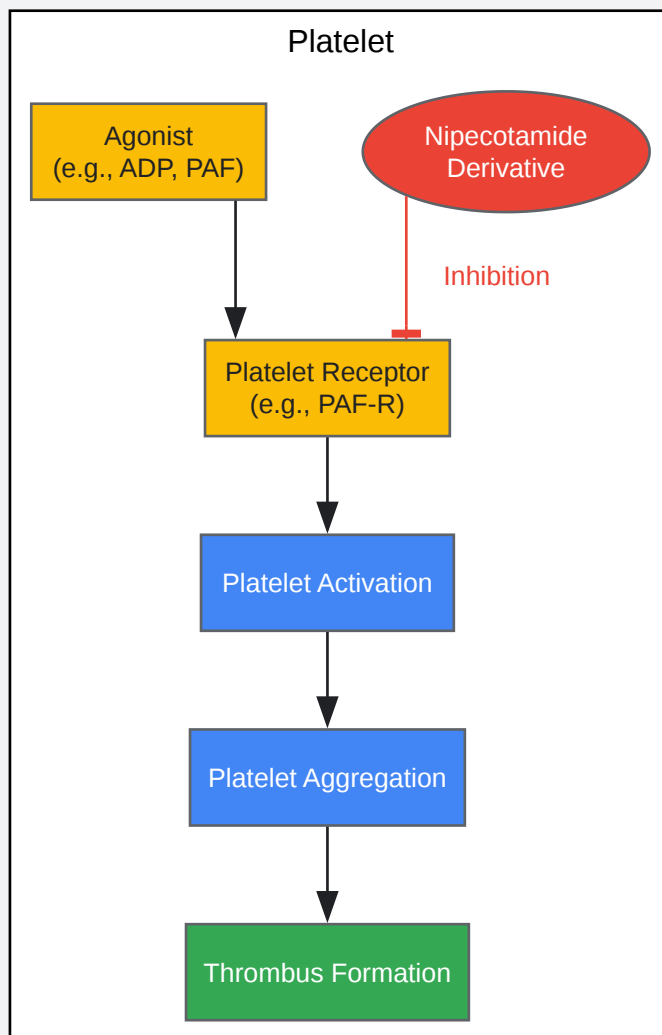 Platelet
Agonist
(e.g., ADP, PAF)
Nipecotamide
Derivative
Inhibition
Platelet Receptor
(e.g., PAF-R)
Platelet Activation
Platelet Aggregation
Thrombus Formation